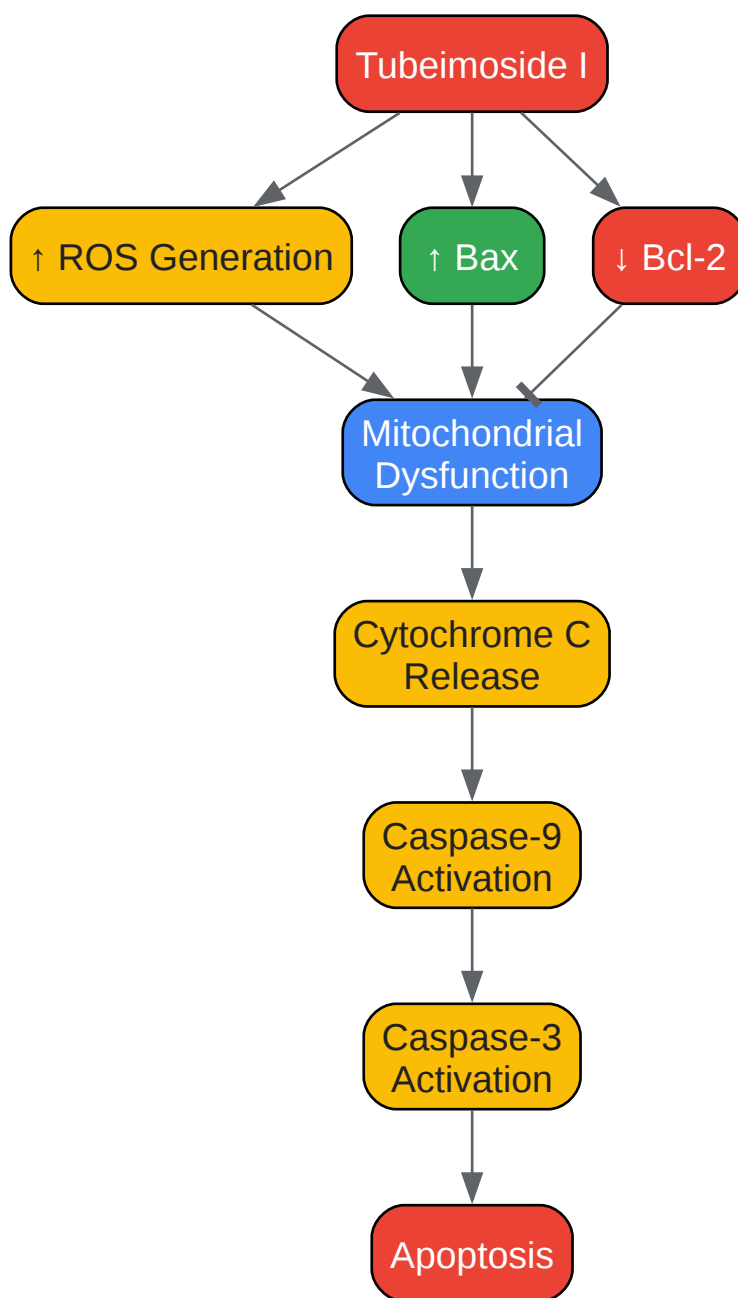 Tubeimoside I
↑ ROS Generation
↑ Bax
↓ Bcl-2
Mitochondrial
Dysfunction
Cytochrome C
Release
Caspase-9
Activation
Caspase-3
Activation
Apoptosis